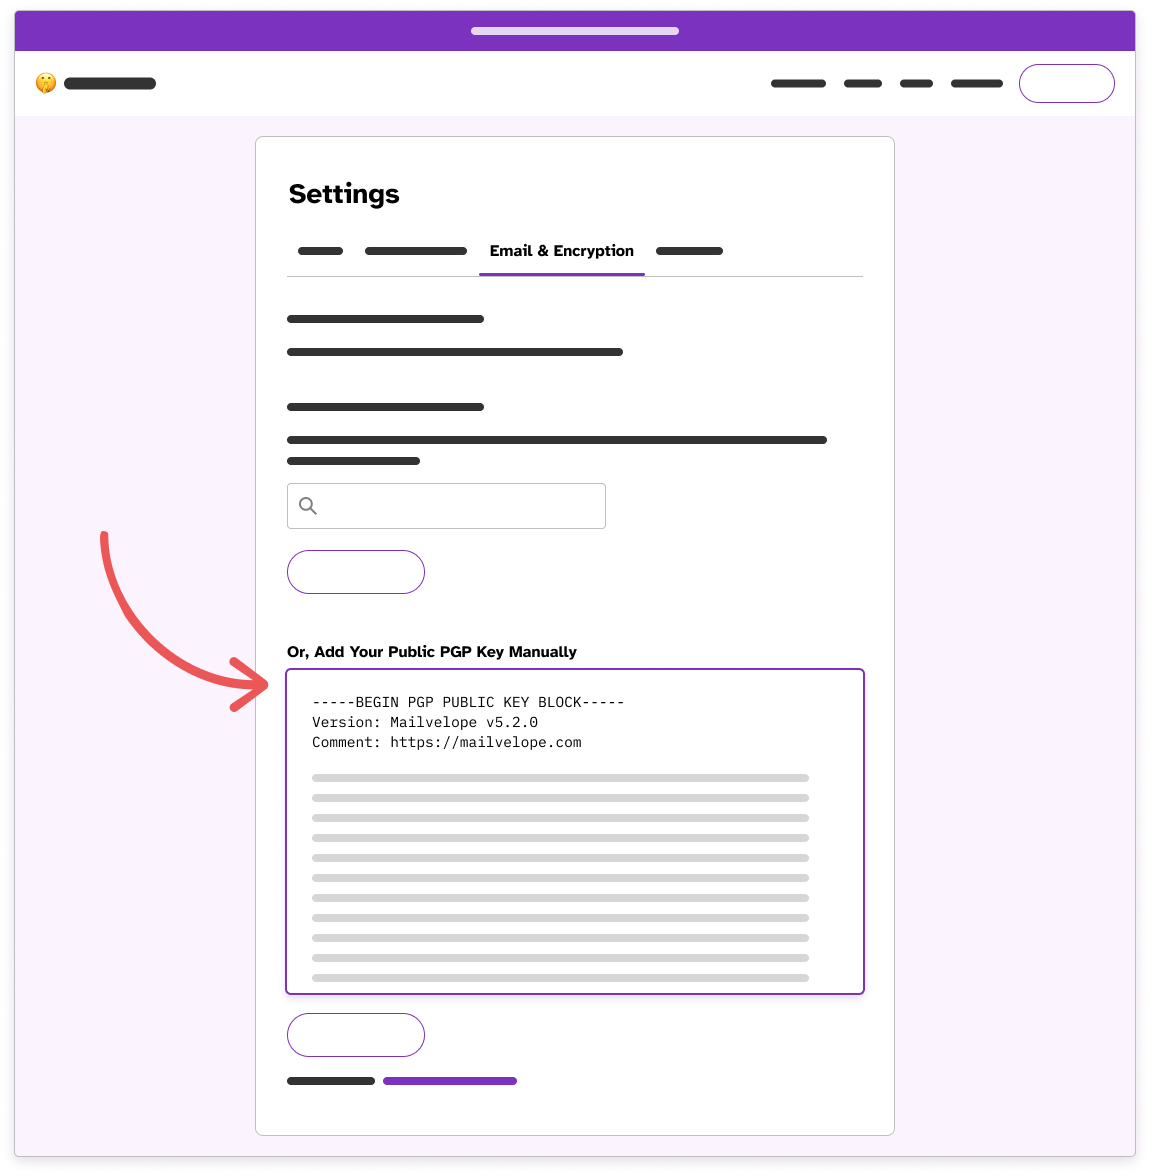 Settings
Email & Encryption
Or, Add Your Public PGP Key Manually
-----BEGIN PGP PUBLIC KEY BLOCK-----
Version: Mailvelope v5.2.0
Comment: https://mailvelope.com